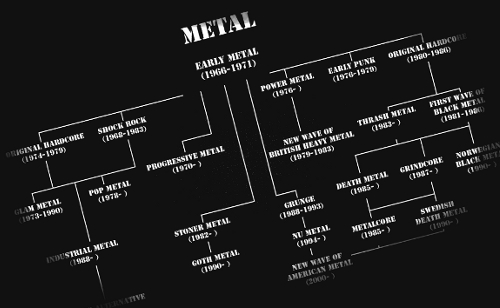 METAL
EARLY METAL
(1966-1971)
ORIGINAL HARDCORE
(1980-1986)
EARLY PUNK
(1976-1979)
POWER METAL
(1976- )
FIRST WAVE OF
BLACK METAL
(1981-1986)
THRASH METAL
(1983- )
SHOCK ROCK
(1968-1983)
ORIGINAL HARDCORE
(1974-1979)
NEW WAVE OF
BRITISH HEAVY METAL
(1979-1983)
PROGRESSIVE METAL
(1970- )
NORWEGIAN
BLACK METAL
(1990- )
GRINDCORE
(1987- )
DEATH METAL
(1985- )
POP METAL
(1978- )
GLAM METAL
(1973-1990)
GRUNGE
(1988-1993)
SWEDISH
DEATH METAL
(1990- )
METALCORE
(1985- )
STONER METAL
(1982- )
NU METAL
(1994- )
INDUSTRIAL METAL
(1988- )
GOTH METAL
(1990- )
NEW WAVE OF
AMERICAN METAL
(2000- )
ALTERNATIVE